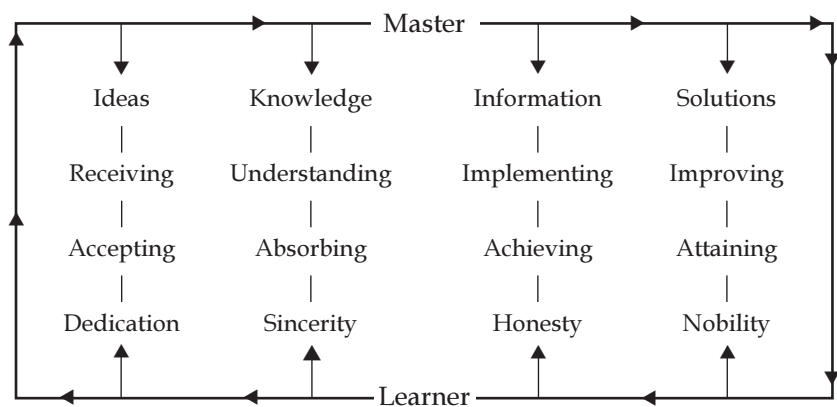 Master
Ideas Knowledge Information Solutions
Receiving Understanding Implementing Improving
Accepting Absorbing Achieving Attaining
Dedication Sincerity Honesty Nobility
Learner